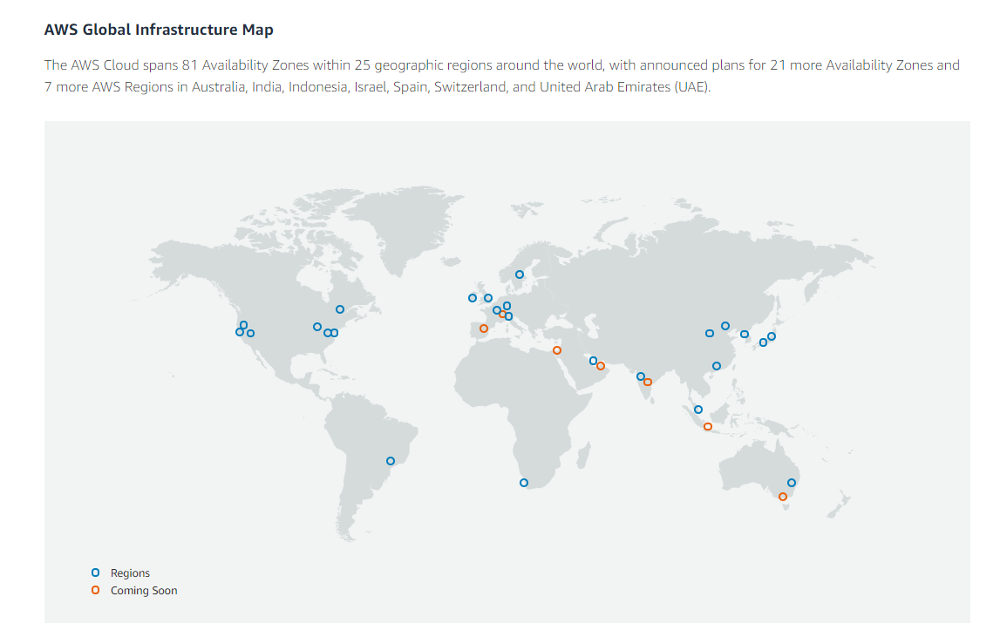 AWS Global Infrastructure Map
The AWS Cloud spans 81 Availability Zones within 25 geographic regions around the world, with announced plans for 21 more Availability Zones and
7 more AWS Regions in Australia, India, Indonesia, Israel, Spain, Switzerland, and United Arab Emirates (UAE).
Regions
Coming Soon